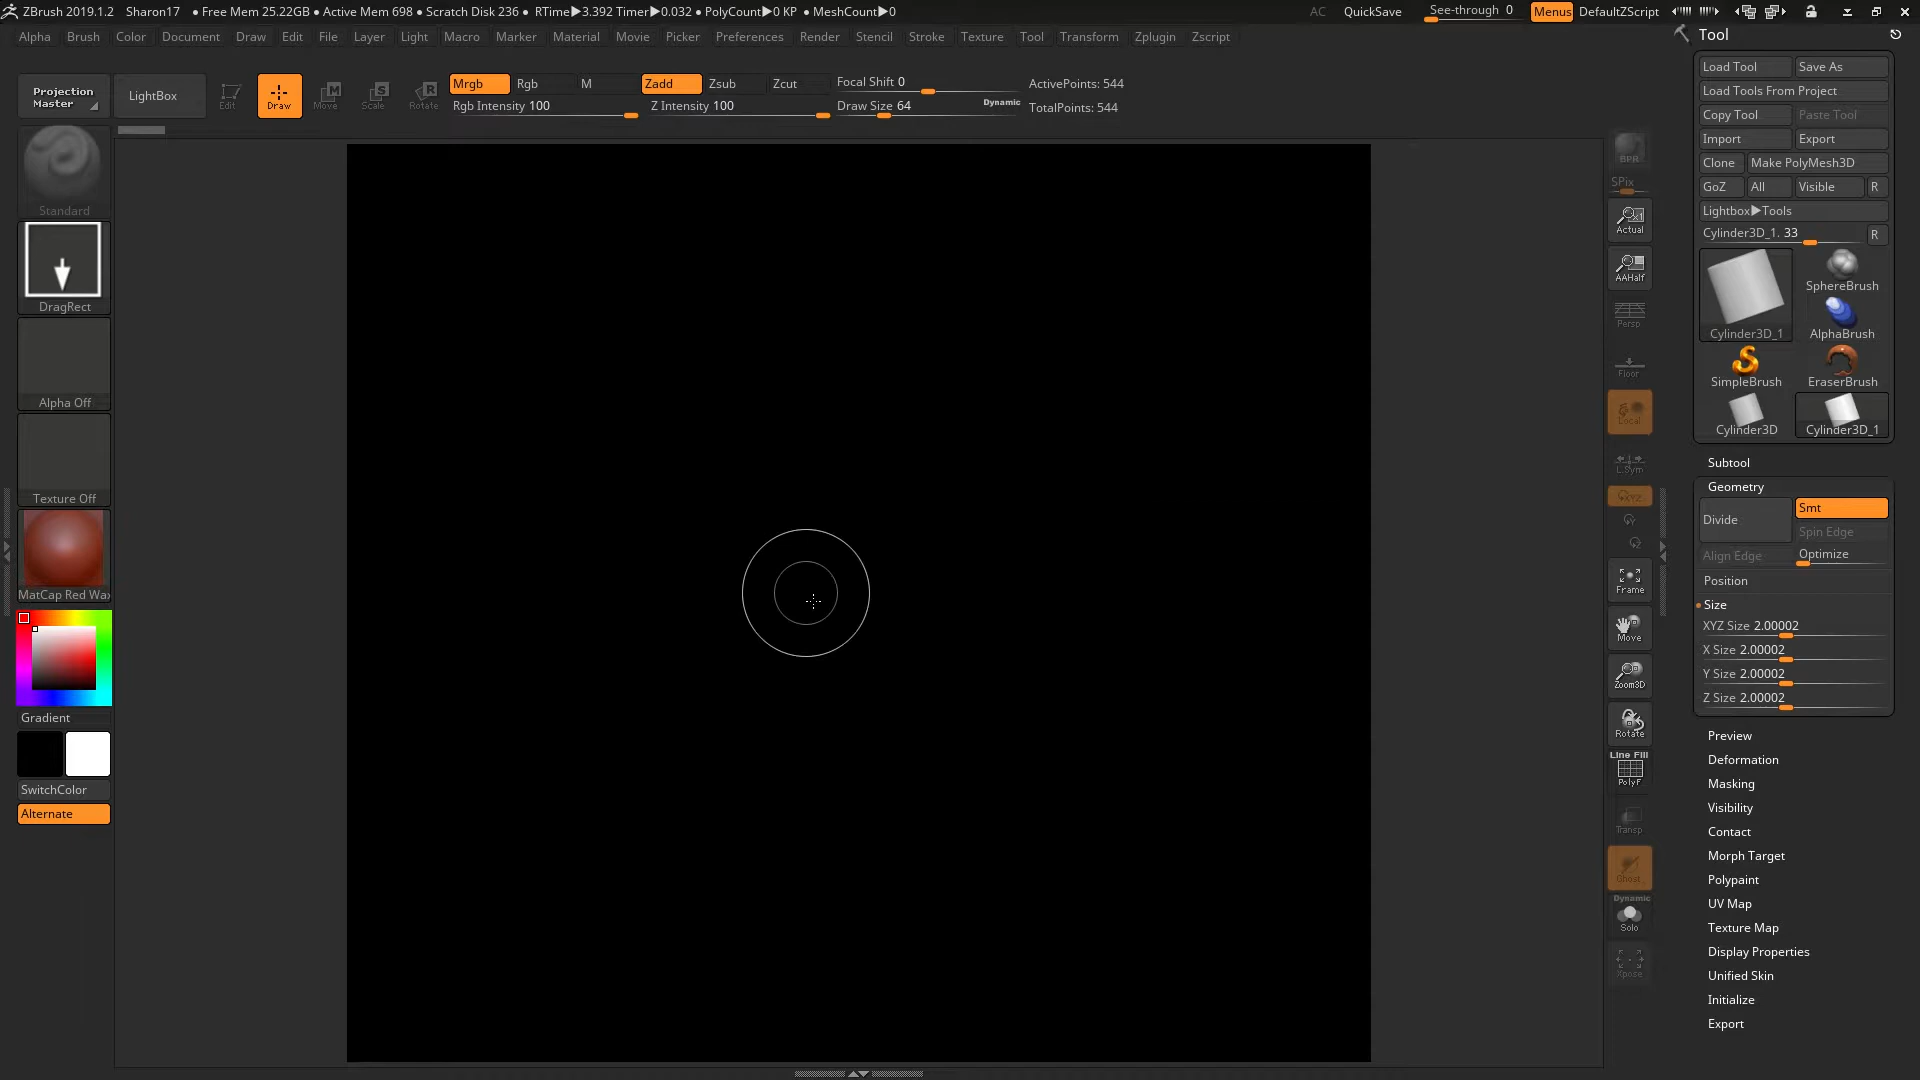 ZBrush 2019.1.2 Sharon17 ● Free Mem 25.22GB ● Active Mem 698 ● Scratch Disk 236 ● RTime▶3.392 Timer▶0.032 ● PolyCount▶0 KP ● MeshCount▶0 AC QuickSave See-through 0 Menus DefaultZScript
Alpha Brush Color Document Draw Edit File Layer Light Macro Marker Material Movie Picker Preferences Render Stencil Stroke Texture Tool Transform Zplugin Zscript
Projection Master
LightBox
Edit
Draw
Move
Scale
Rotate
Mrgb Rgb M
Rgb Intensity 100
Zadd Zsub Zcut
Z Intensity 100
Focal Shift 0
Draw Size 64
Dynamic
ActivePoints: 544
TotalPoints: 544
Standard
DragRect
Alpha Off
Texture Off
MatCap Red Wax
Gradient
SwitchColor
Alternate
BPR
SPix
Actual
AAHalf
Persp
Floor
Local
L.Sym
XYZ
Frame
Move
Zoom3D
Rotate
Line Fill
PolyF
Transp
Ghost
Dynamic
Solo
Xpose
Tool
Load Tool Save As
Load Tools From Project
Copy Tool Paste Tool
Import Export
Clone Make PolyMesh3D
GoZ All Visible R
Lightbox▶Tools
Cylinder3D_1. 33 R
Cylinder3D_1
SphereBrush
AlphaBrush
SimpleBrush EraserBrush
Cylinder3D Cylinder3D_1
Subtool
Geometry
Divide
Smt
Spin Edge
Align Edge
Optimize
Position
Size
XYZ Size 2.00002
X Size 2.00002
Y Size 2.00002
Z Size 2.00002
Preview
Deformation
Masking
Visibility
Contact
Morph Target
Polypaint
UV Map
Texture Map
Display Properties
Unified Skin
Initialize
Export